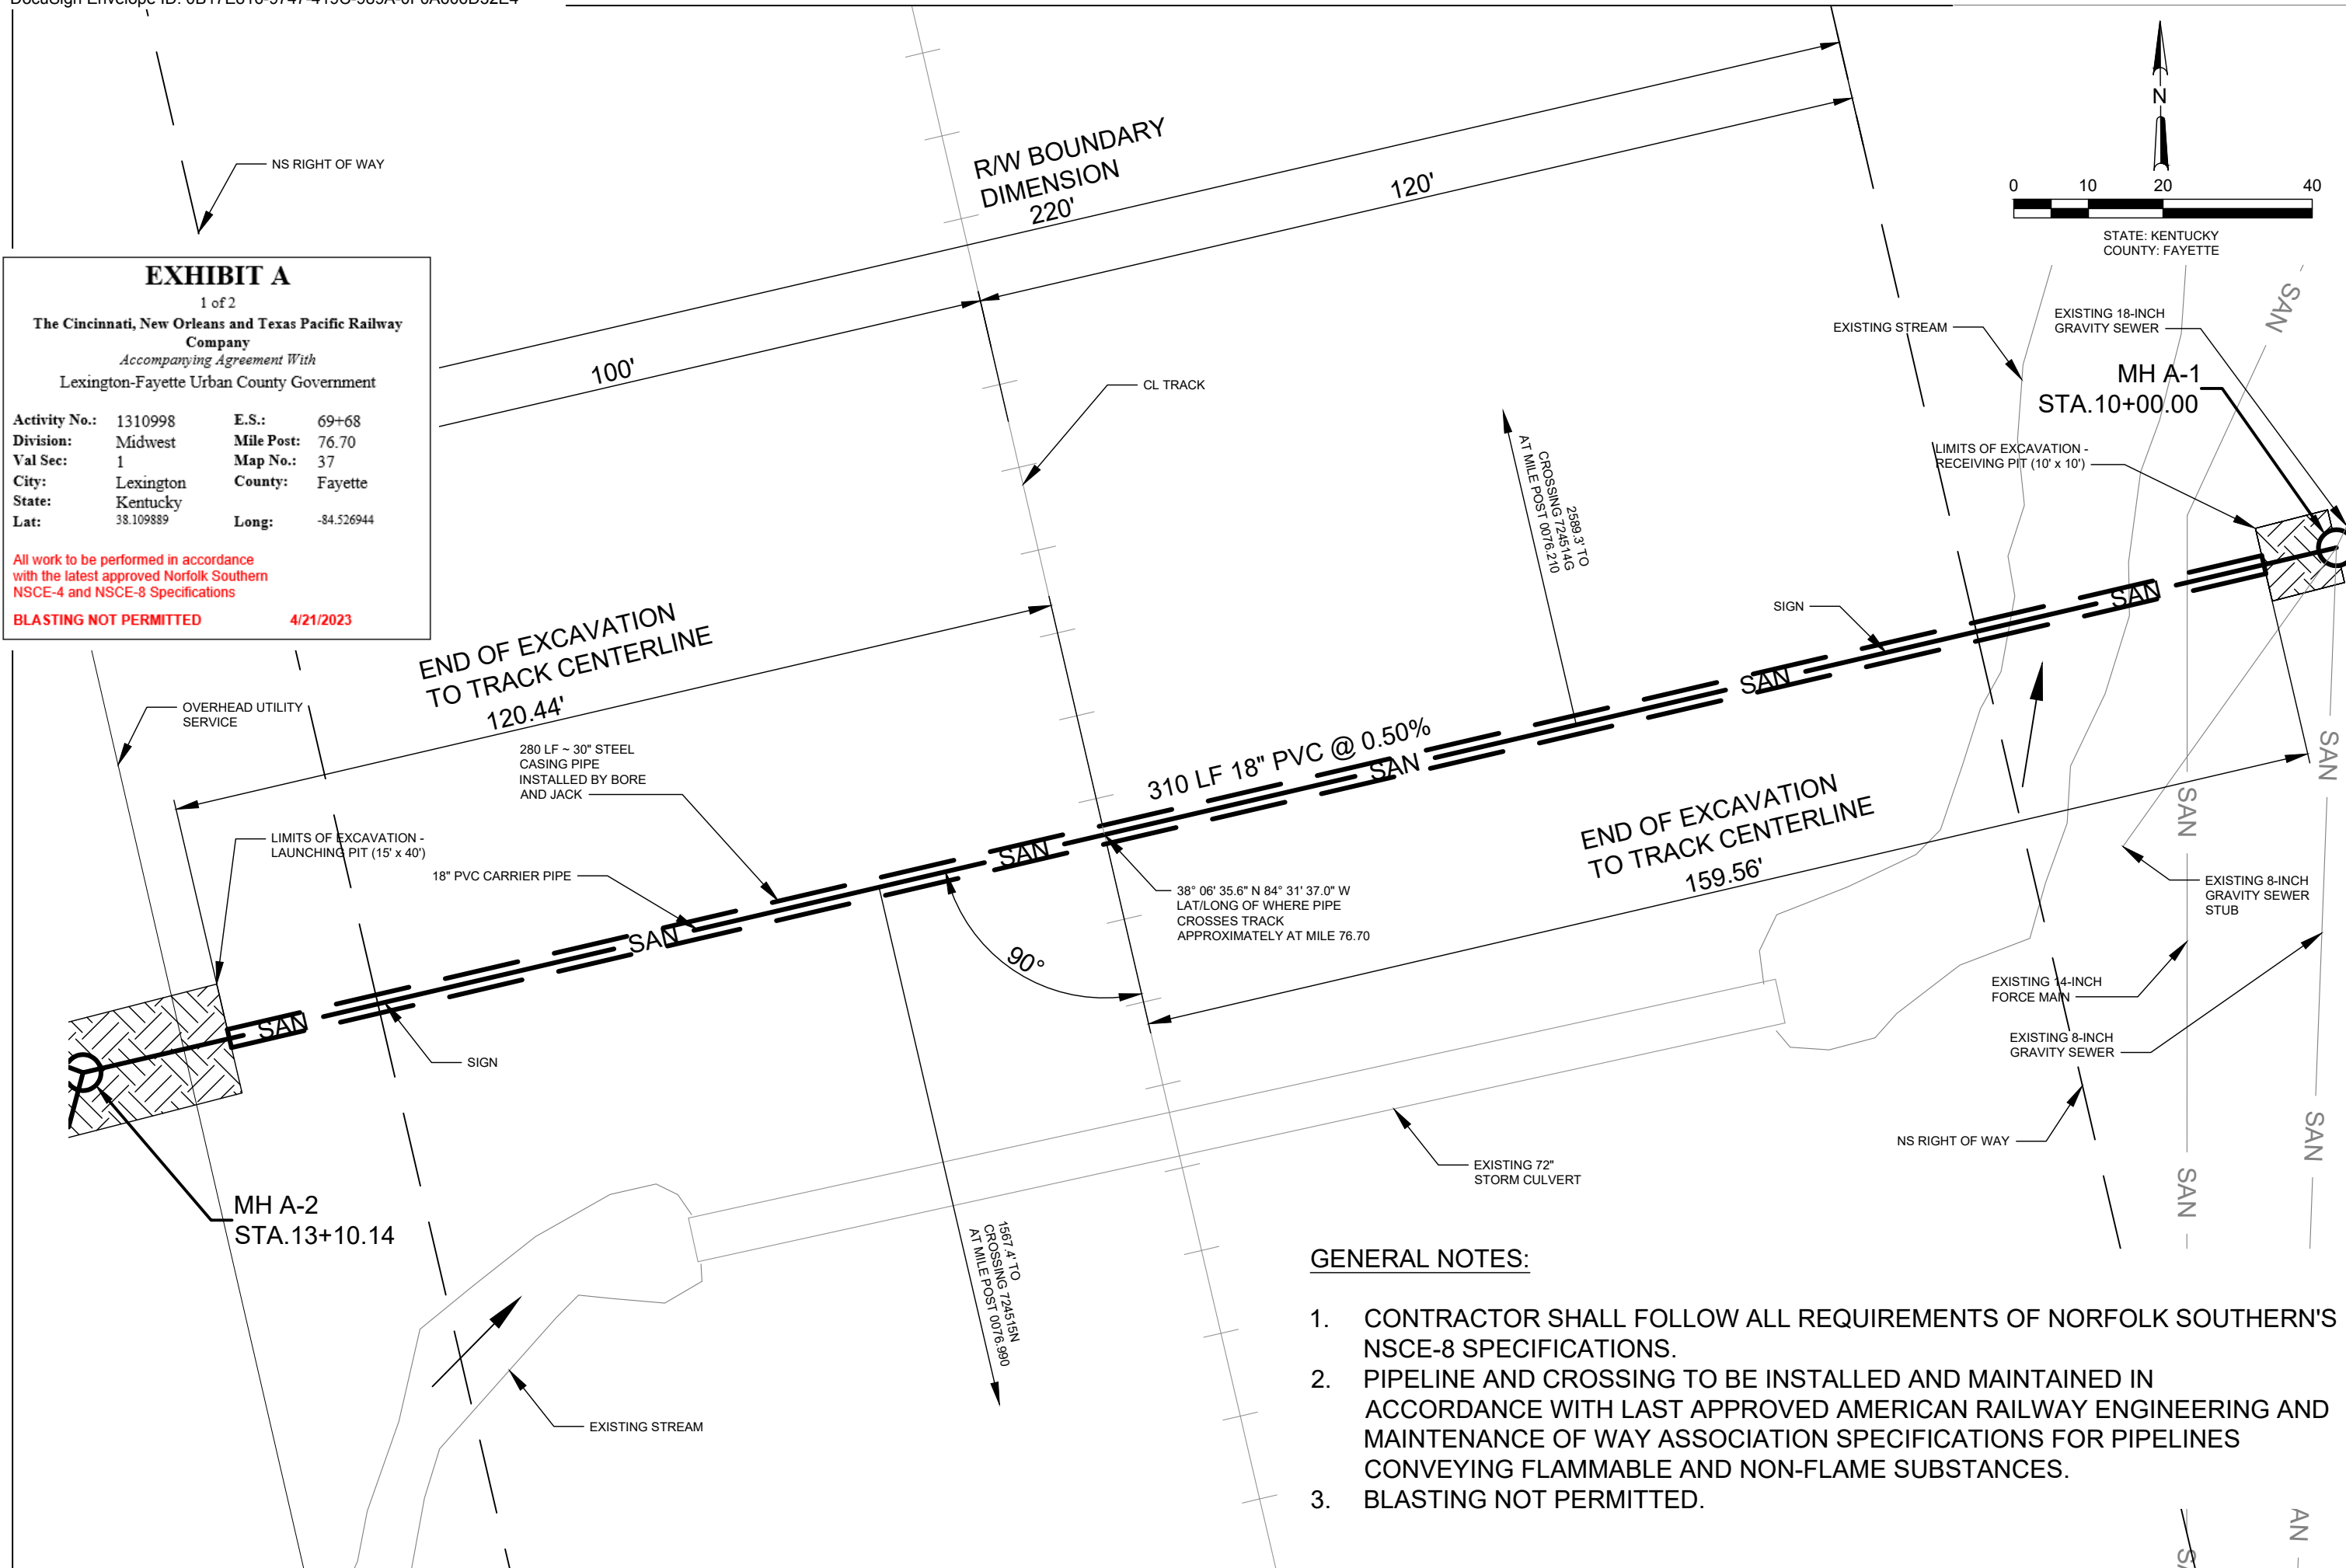 NS RIGHT OF WAY
R/W BOUNDARY
DIMENSION
220'
120'
100'
N
0 10 20 40
STATE: KENTUCKY
COUNTY: FAYETTE
EXHIBIT A
1 of 2
The Cincinnati, New Orleans and Texas Pacific Railway
Company
Accompanying Agreement With
Lexington-Fayette Urban County Government
Activity No.: 1310998 E.S.: 69+68
Division: Midwest Mile Post: 76.70
Val Sec: 1 Map No.: 37
City: Lexington County: Fayette
State: Kentucky
Lat: 38.109889 Long: -84.526944
All work to be performed in accordance
with the latest approved Norfolk Southern
NSCE-4 and NSCE-8 Specifications
BLASTING NOT PERMITTED 4/21/2023
CL TRACK
EXISTING STREAM
EXISTING 18-INCH
GRAVITY SEWER
SAN
MH A-1
STA.10+00.00
LIMITS OF EXCAVATION -
RECEIVING PIT (10' x 10')
2589.3' TO
CROSSING 724514G
AT MILE POST 0076.210
SIGN
SAN
SAN
SAN
SAN
SAN
SAN
END OF EXCAVATION
TO TRACK CENTERLINE
120.44'
OVERHEAD UTILITY
SERVICE
280 LF ~ 30" STEEL
CASING PIPE
INSTALLED BY BORE
AND JACK
310 LF 18" PVC @ 0.50%
LIMITS OF EXCAVATION -
LAUNCHING PIT (15' x 40')
18" PVC CARRIER PIPE
38° 06' 35.6" N 84° 31' 37.0" W
LAT/LONG OF WHERE PIPE
CROSSES TRACK
APPROXIMATELY AT MILE 76.70
90°
END OF EXCAVATION
TO TRACK CENTERLINE
159.56'
SAN
SAN
EXISTING 8-INCH
GRAVITY SEWER
STUB
EXISTING 14-INCH
FORCE MAIN
EXISTING 8-INCH
GRAVITY SEWER
SIGN
NS RIGHT OF WAY
SAN
SAN
EXISTING 72"
STORM CULVERT
MH A-2
STA.13+10.14
1567.4' TO
CROSSING 724515N
AT MILE POST 0076.990
EXISTING STREAM
GENERAL NOTES:
1. CONTRACTOR SHALL FOLLOW ALL REQUIREMENTS OF NORFOLK SOUTHERN'S
NSCE-8 SPECIFICATIONS.
2. PIPELINE AND CROSSING TO BE INSTALLED AND MAINTAINED IN
ACCORDANCE WITH LAST APPROVED AMERICAN RAILWAY ENGINEERING AND
MAINTENANCE OF WAY ASSOCIATION SPECIFICATIONS FOR PIPELINES
CONVEYING FLAMMABLE AND NON-FLAME SUBSTANCES.
3. BLASTING NOT PERMITTED.